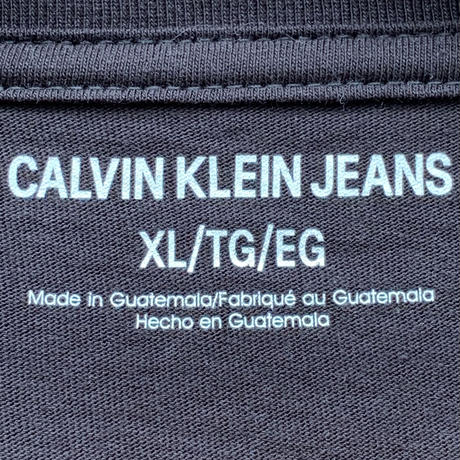 CALVIN KLEIN JEANS
XL/TG/EG
Made in Guatemala/Fabriqué au Guatemala
Hecho en Guatemala